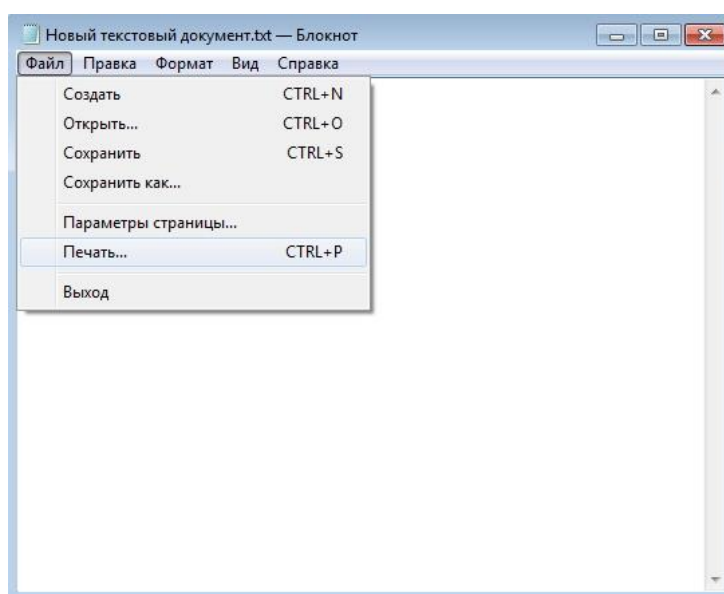 Новый текстовый документ.txt — Блокнот
Файл Правка Формат Вид Справка
Создать CTRL+N
Открыть... CTRL+O
Сохранить CTRL+S
Сохранить как...
Параметры страницы...
Печать... CTRL+P
Выход